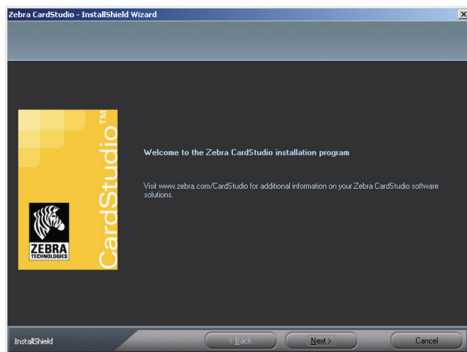 Zebra CardStudio - InstallShield Wizard
CardStudio™
ZEBRA
TECHNOLOGIES
Welcome to the Zebra CardStudio installation program
Visit www.zebra.com/CardStudio for additional information on your Zebra CardStudio software
solutions.
InstallShield
< Back
Next >
Cancel